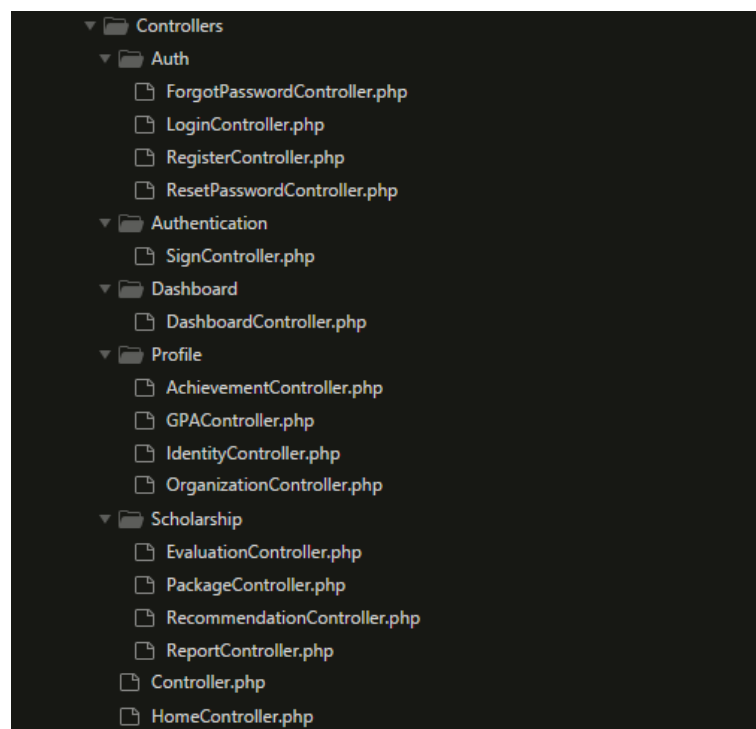 Controllers
Auth
ForgotPasswordController.php
LoginController.php
RegisterController.php
ResetPasswordController.php
Authentication
SignController.php
Dashboard
DashboardController.php
Profile
AchievementController.php
GPAController.php
IdentityController.php
OrganizationController.php
Scholarship
EvaluationController.php
PackageController.php
RecommendationController.php
ReportController.php
Controller.php
HomeController.php